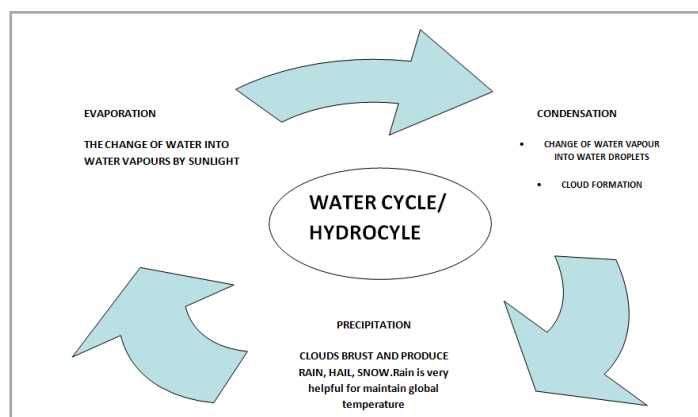 EVAPORATION
THE CHANGE OF WATER INTO
WATER VAPOURS BY SUNLIGHT
CONDENSATION
• CHANGE OF WATER VAPOUR
INTO WATER DROPLETS
• CLOUD FORMATION
WATER CYCLE/
HYDROCYLE
PRECIPITATION
CLOUDS BRUST AND PRODUCE
RAIN, HAIL, SNOW.Rain is very
helpful for maintain global
temperature